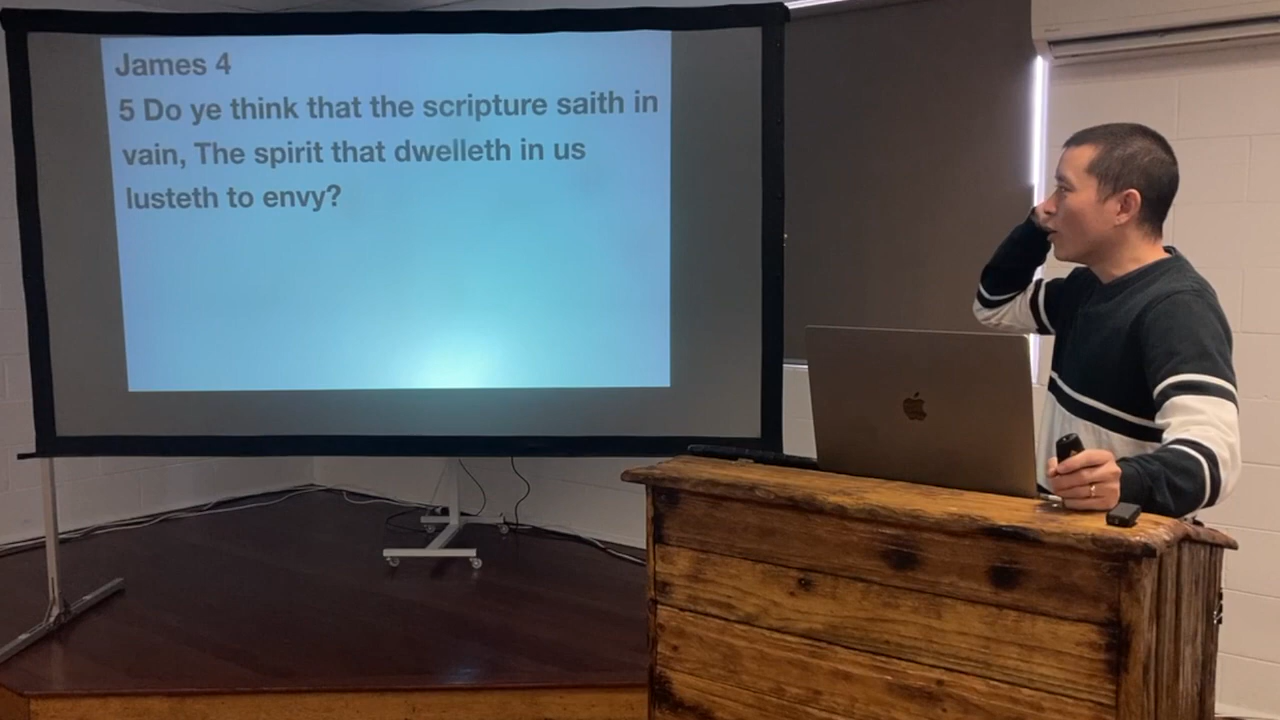 James 4
5 Do ye think that the scripture saith in
vain, The spirit that dwelleth in us
lusteth to envy?